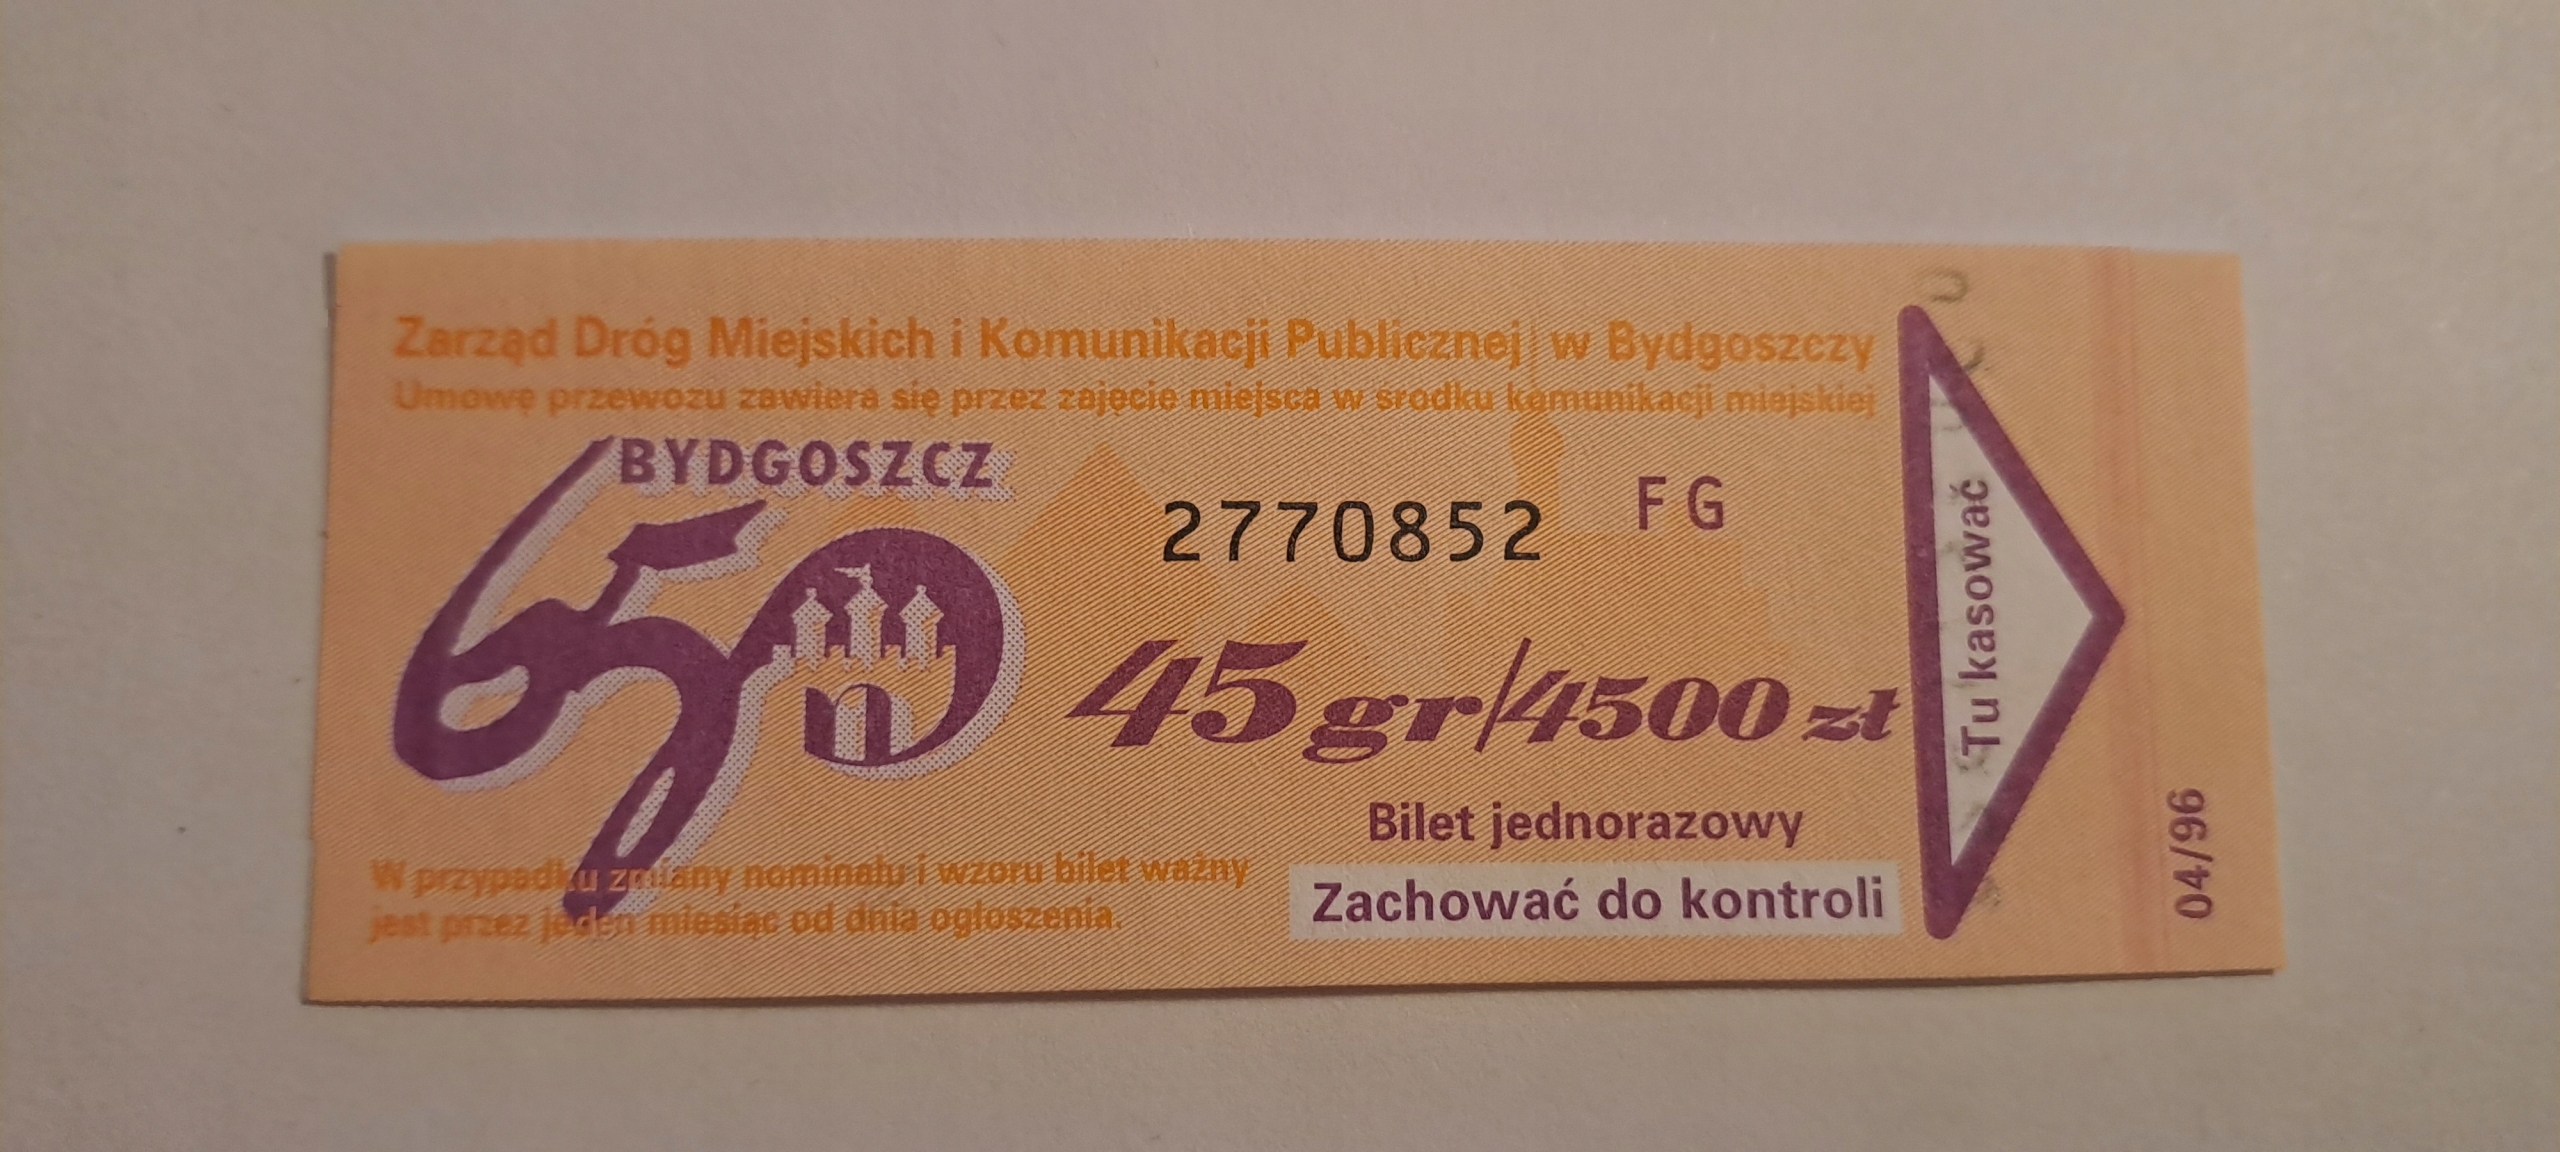 Zarząd Dróg Miejskich i Komunikacji Publicznej w Bydgoszczy
Umowę przewozu zawiera się przez zajęcie miejsca w środku komunikacji miejskiej
BYDGOSZCZ
650
2770852
FG
45 gr/4500 zł
Bilet jednorazowy
Zachować do kontroli
W przypadku zmiany nominału i wzoru bilet ważny
jest przez jeden miesiąc od dnia ogłoszenia.
Tu kasować
04/96